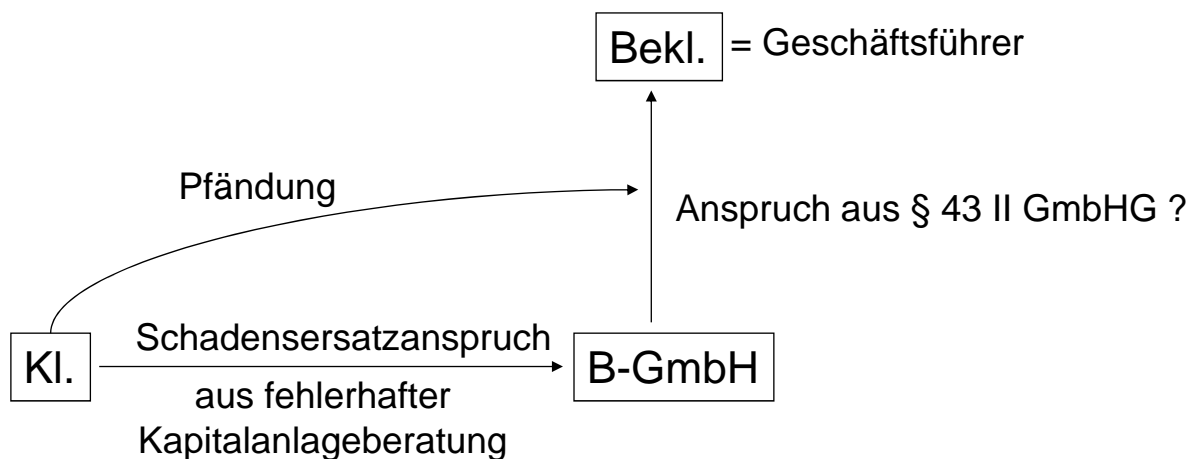 Bekl. = Geschäftsführer
Pfändung
Anspruch aus § 43 II GmbHG ?
Schadensersatzanspruch
Kl.
B-GmbH
aus fehlerhafter
Kapitalanlageberatung